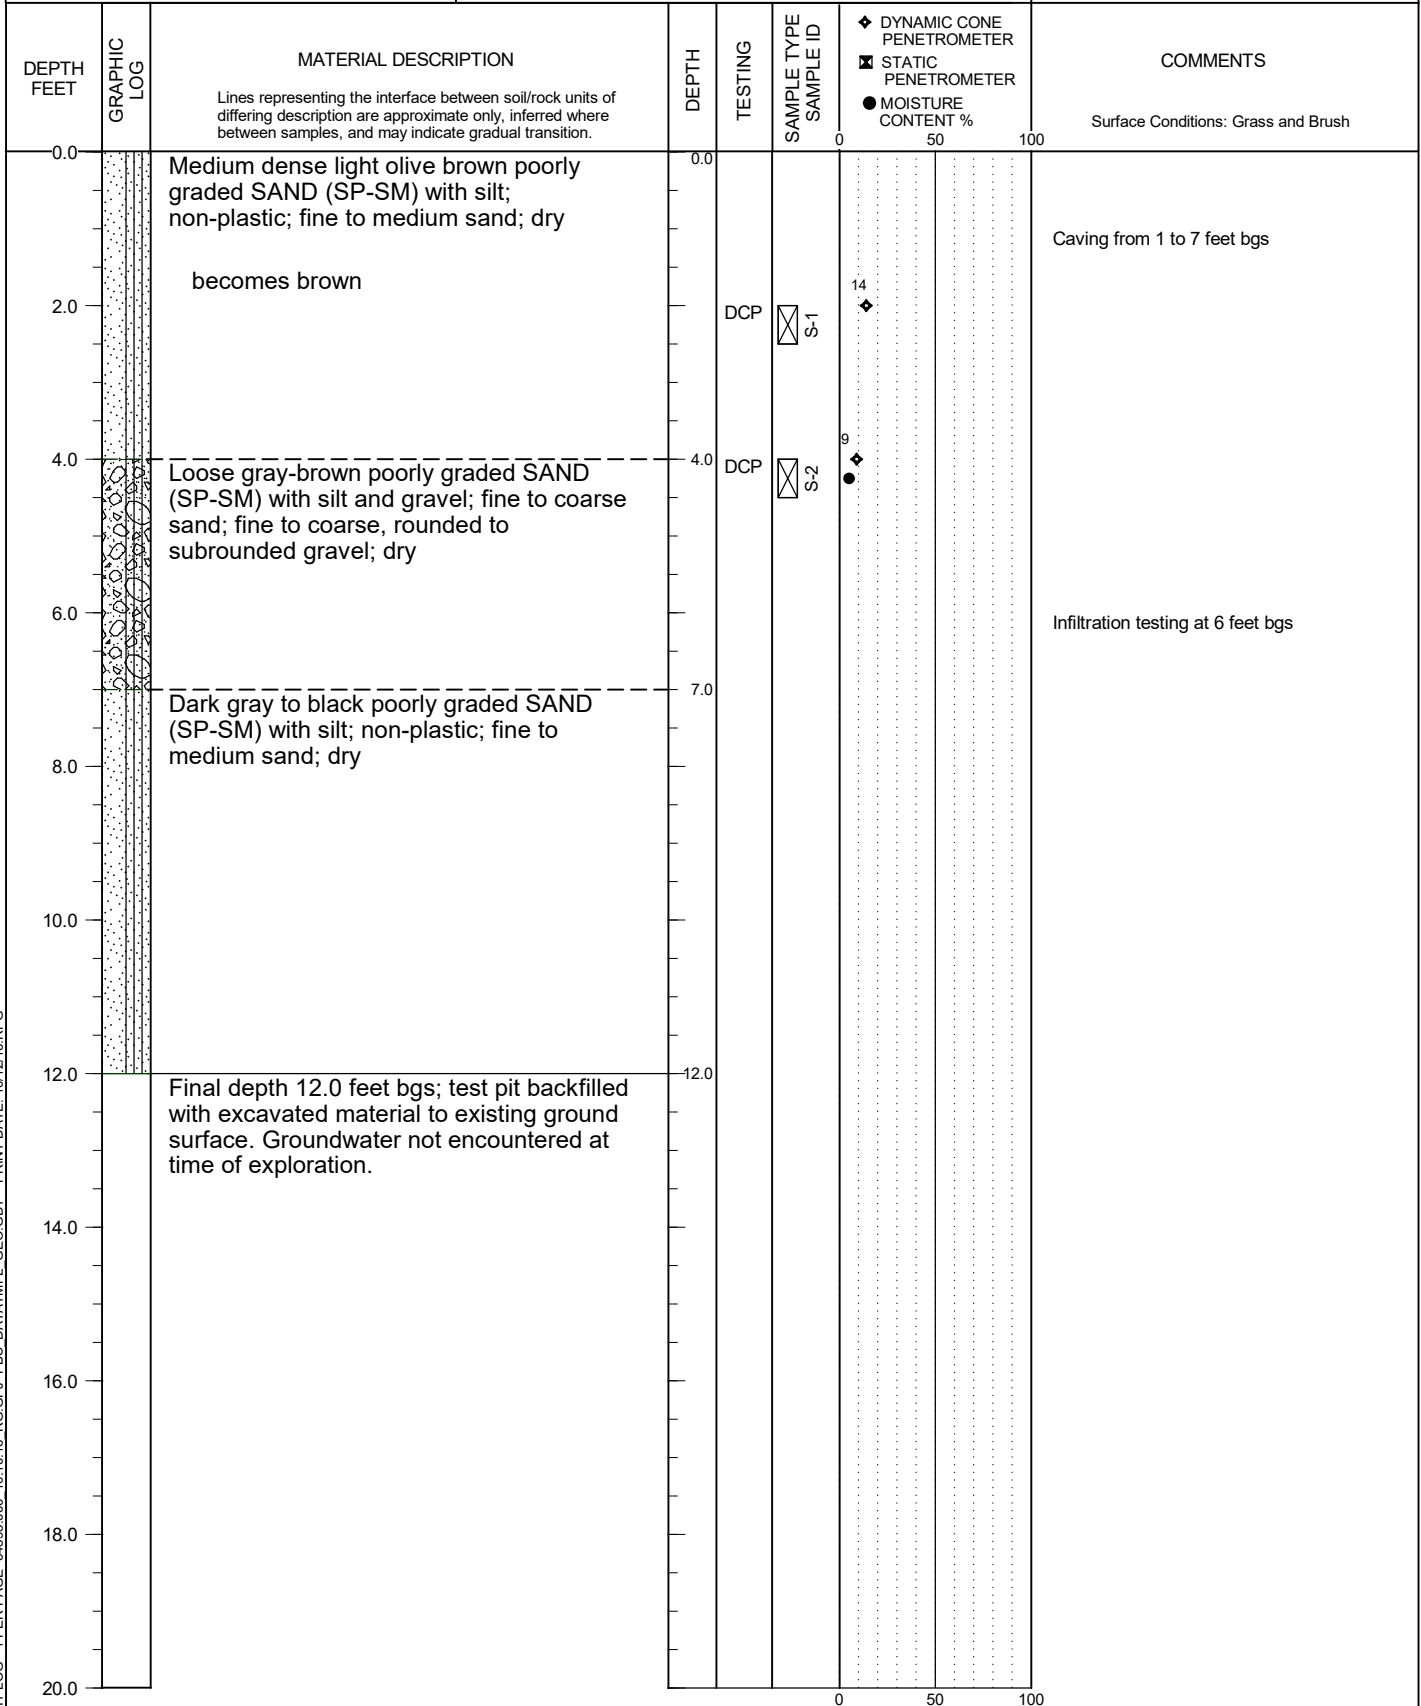 DEPTH
FEET
GRAPHIC
LOG
MATERIAL DESCRIPTION
Lines representing the interface between soil/rock units of
differing description are approximate only, inferred where
between samples, and may indicate gradual transition.
DEPTH
TESTING
SAMPLE TYPE
SAMPLE ID
DYNAMIC CONE
PENETROMETER
STATIC
PENETROMETER
MOISTURE
CONTENT %
0 50 100
COMMENTS
Surface Conditions: Grass and Brush
0.0
Medium dense light olive brown poorly
graded SAND (SP-SM) with silt;
non-plastic; fine to medium sand; dry
0.0
Caving from 1 to 7 feet bgs
becomes brown
2.0
DCP
S-1
14
4.0
Loose gray-brown poorly graded SAND
(SP-SM) with silt and gravel; fine to coarse
sand; fine to coarse, rounded to
subrounded gravel; dry
4.0
DCP
S-2
9
6.0
Infiltration testing at 6 feet bgs
7.0
Dark gray to black poorly graded SAND
(SP-SM) with silt; non-plastic; fine to
medium sand; dry
8.0
10.0
12.0
Final depth 12.0 feet bgs; test pit backfilled
with excavated material to existing ground
surface. Groundwater not encountered at
time of exploration.
12.0
14.0
16.0
18.0
20.0
0 50 100